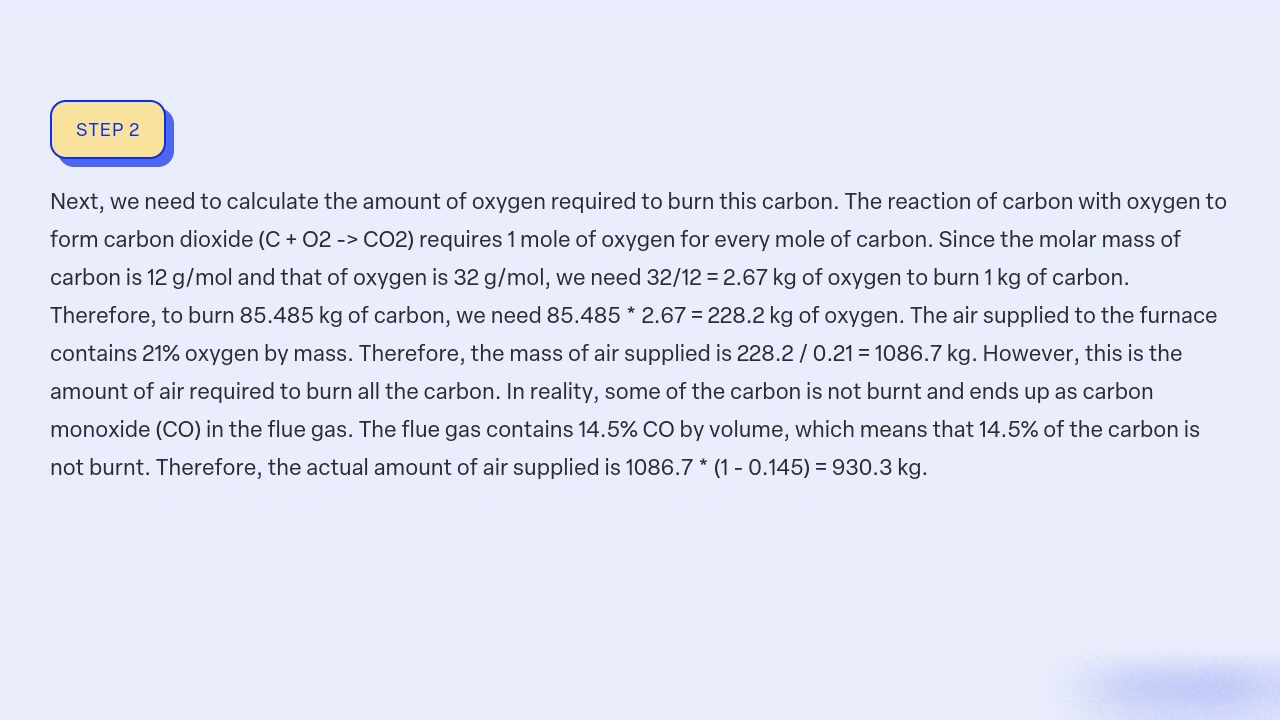 STEP 2
Next, we need to calculate the amount of oxygen required to burn this carbon. The reaction of carbon with oxygen to
form carbon dioxide (C + O2 -> CO2) requires 1 mole of oxygen for every mole of carbon. Since the molar mass of
carbon is 12 g/mol and that of oxygen is 32 g/mol, we need 32/12 = 2.67 kg of oxygen to burn 1 kg of carbon.
Therefore, to burn 85.485 kg of carbon, we need 85.485 * 2.67 = 228.2 kg of oxygen. The air supplied to the furnace
contains 21% oxygen by mass. Therefore, the mass of air supplied is 228.2 / 0.21 = 1086.7 kg. However, this is the
amount of air required to burn all the carbon. In reality, some of the carbon is not burnt and ends up as carbon
monoxide (CO) in the flue gas. The flue gas contains 14.5% CO by volume, which means that 14.5% of the carbon is
not burnt. Therefore, the actual amount of air supplied is 1086.7 * (1 - 0.145) = 930.3 kg.